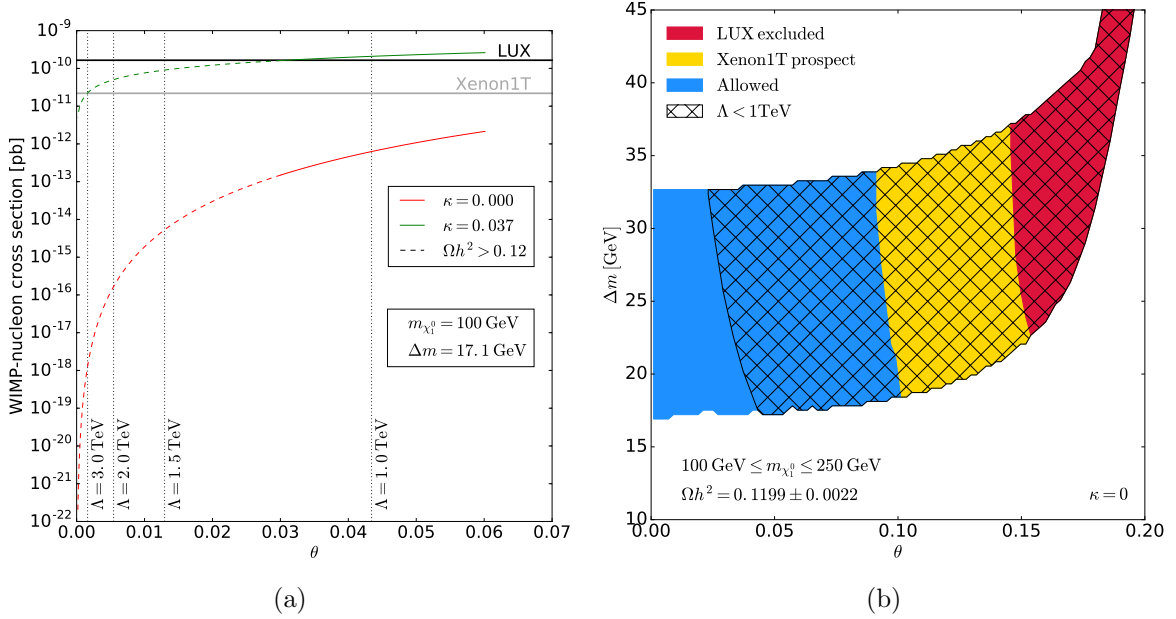 10⁻⁹
10⁻¹⁰
10⁻¹¹
10⁻¹²
10⁻¹³
10⁻¹⁴
10⁻¹⁵
10⁻¹⁶
10⁻¹⁷
10⁻¹⁸
10⁻¹⁹
10⁻²⁰
10⁻²¹
10⁻²²
WIMP-nucleon cross section [pb]
LUX
Xenon1T
κ = 0.000
κ = 0.037
Ωh² > 0.12
m_χ₁⁰ = 100 GeV
Δm = 17.1 GeV
Λ = 3.0 TeV
Λ = 2.0 TeV
Λ = 1.5 TeV
Λ = 1.0 TeV
0.00 0.01 0.02 0.03 0.04 0.05 0.06 0.07
θ
(a)
45
40
35
30
25
20
15
10
Δm [GeV]
LUX excluded
Xenon1T prospect
Allowed
Λ < 1TeV
100 GeV ≤ m_χ₁⁰ ≤ 250 GeV
Ωh² = 0.1199 ± 0.0022
κ = 0
0.00 0.05 0.10 0.15 0.20
θ
(b)